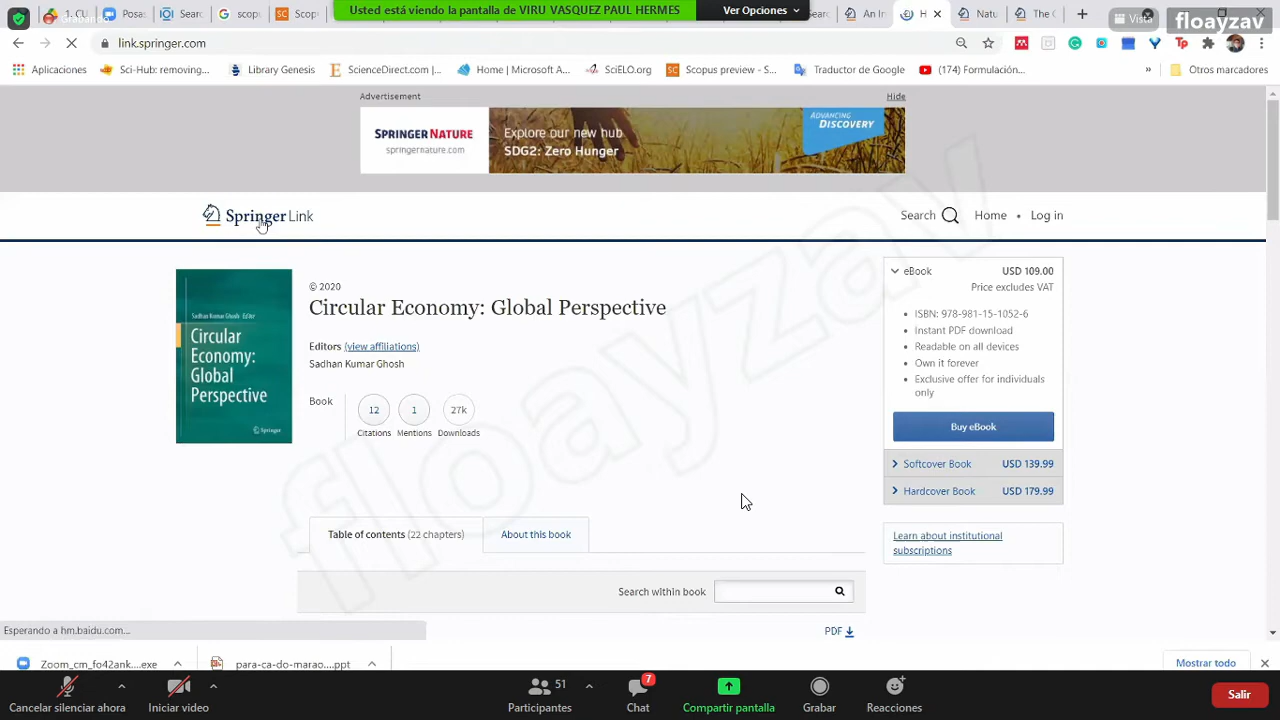 Usted está viendo la pantalla de VIRU VASQUEZ PAUL HERMES
Ver Opciones
Grabando
Vista
floayzav
link.springer.com
Aplicaciones
Sci-Hub: removing...
Library Genesis
ScienceDirect.com |...
Home | Microsoft A...
SciELO.org
Scopus preview - S...
Traductor de Google
(174) Formulación...
»
Otros marcadores
Advertisement
Hide
SPRINGER NATURE
springernature.com
Explore our new hub
SDG2: Zero Hunger
ADVANCING
DISCOVERY
Springer Link
Search
Home
Log in
Sadhan Kumar Ghosh Editor
Circular
Economy:
Global
Perspective
Springer
© 2020
Circular Economy: Global Perspective
Editors (view affiliations)
Sadhan Kumar Ghosh
Book
12
Citations
1
Mentions
27k
Downloads
eBook USD 109.00
Price excludes VAT
• ISBN: 978-981-15-1052-6
• Instant PDF download
• Readable on all devices
• Own it forever
• Exclusive offer for individuals
only
Buy eBook
Softcover Book USD 139.99
Hardcover Book USD 179.99
Learn about institutional
subscriptions
Table of contents (22 chapters)
About this book
Search within book
PDF
floayzav
Esperando a hm.baidu.com...
Zoom_cm_fo42ank....exe
para-ca-do-marao....ppt
Mostrar todo
Cancelar silenciar ahora
Iniciar video
51
Participantes
7
Chat
Compartir pantalla
Grabar
Reacciones
Salir